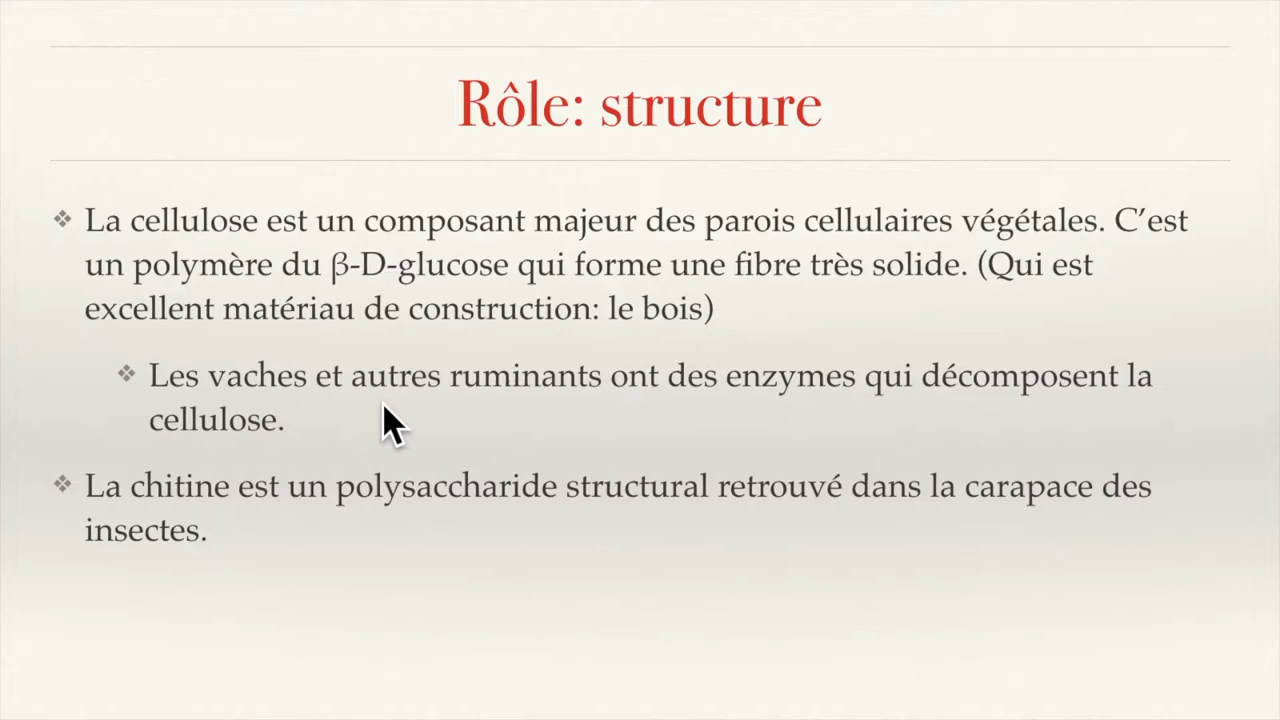 Rôle: structure
La cellulose est un composant majeur des parois cellulaires végétales. C’est
un polymère du β-D-glucose qui forme une fibre très solide. (Qui est
excellent matériau de construction: le bois)
Les vaches et autres ruminants ont des enzymes qui décomposent la
cellulose.
La chitine est un polysaccharide structural retrouvé dans la carapace des
insectes.